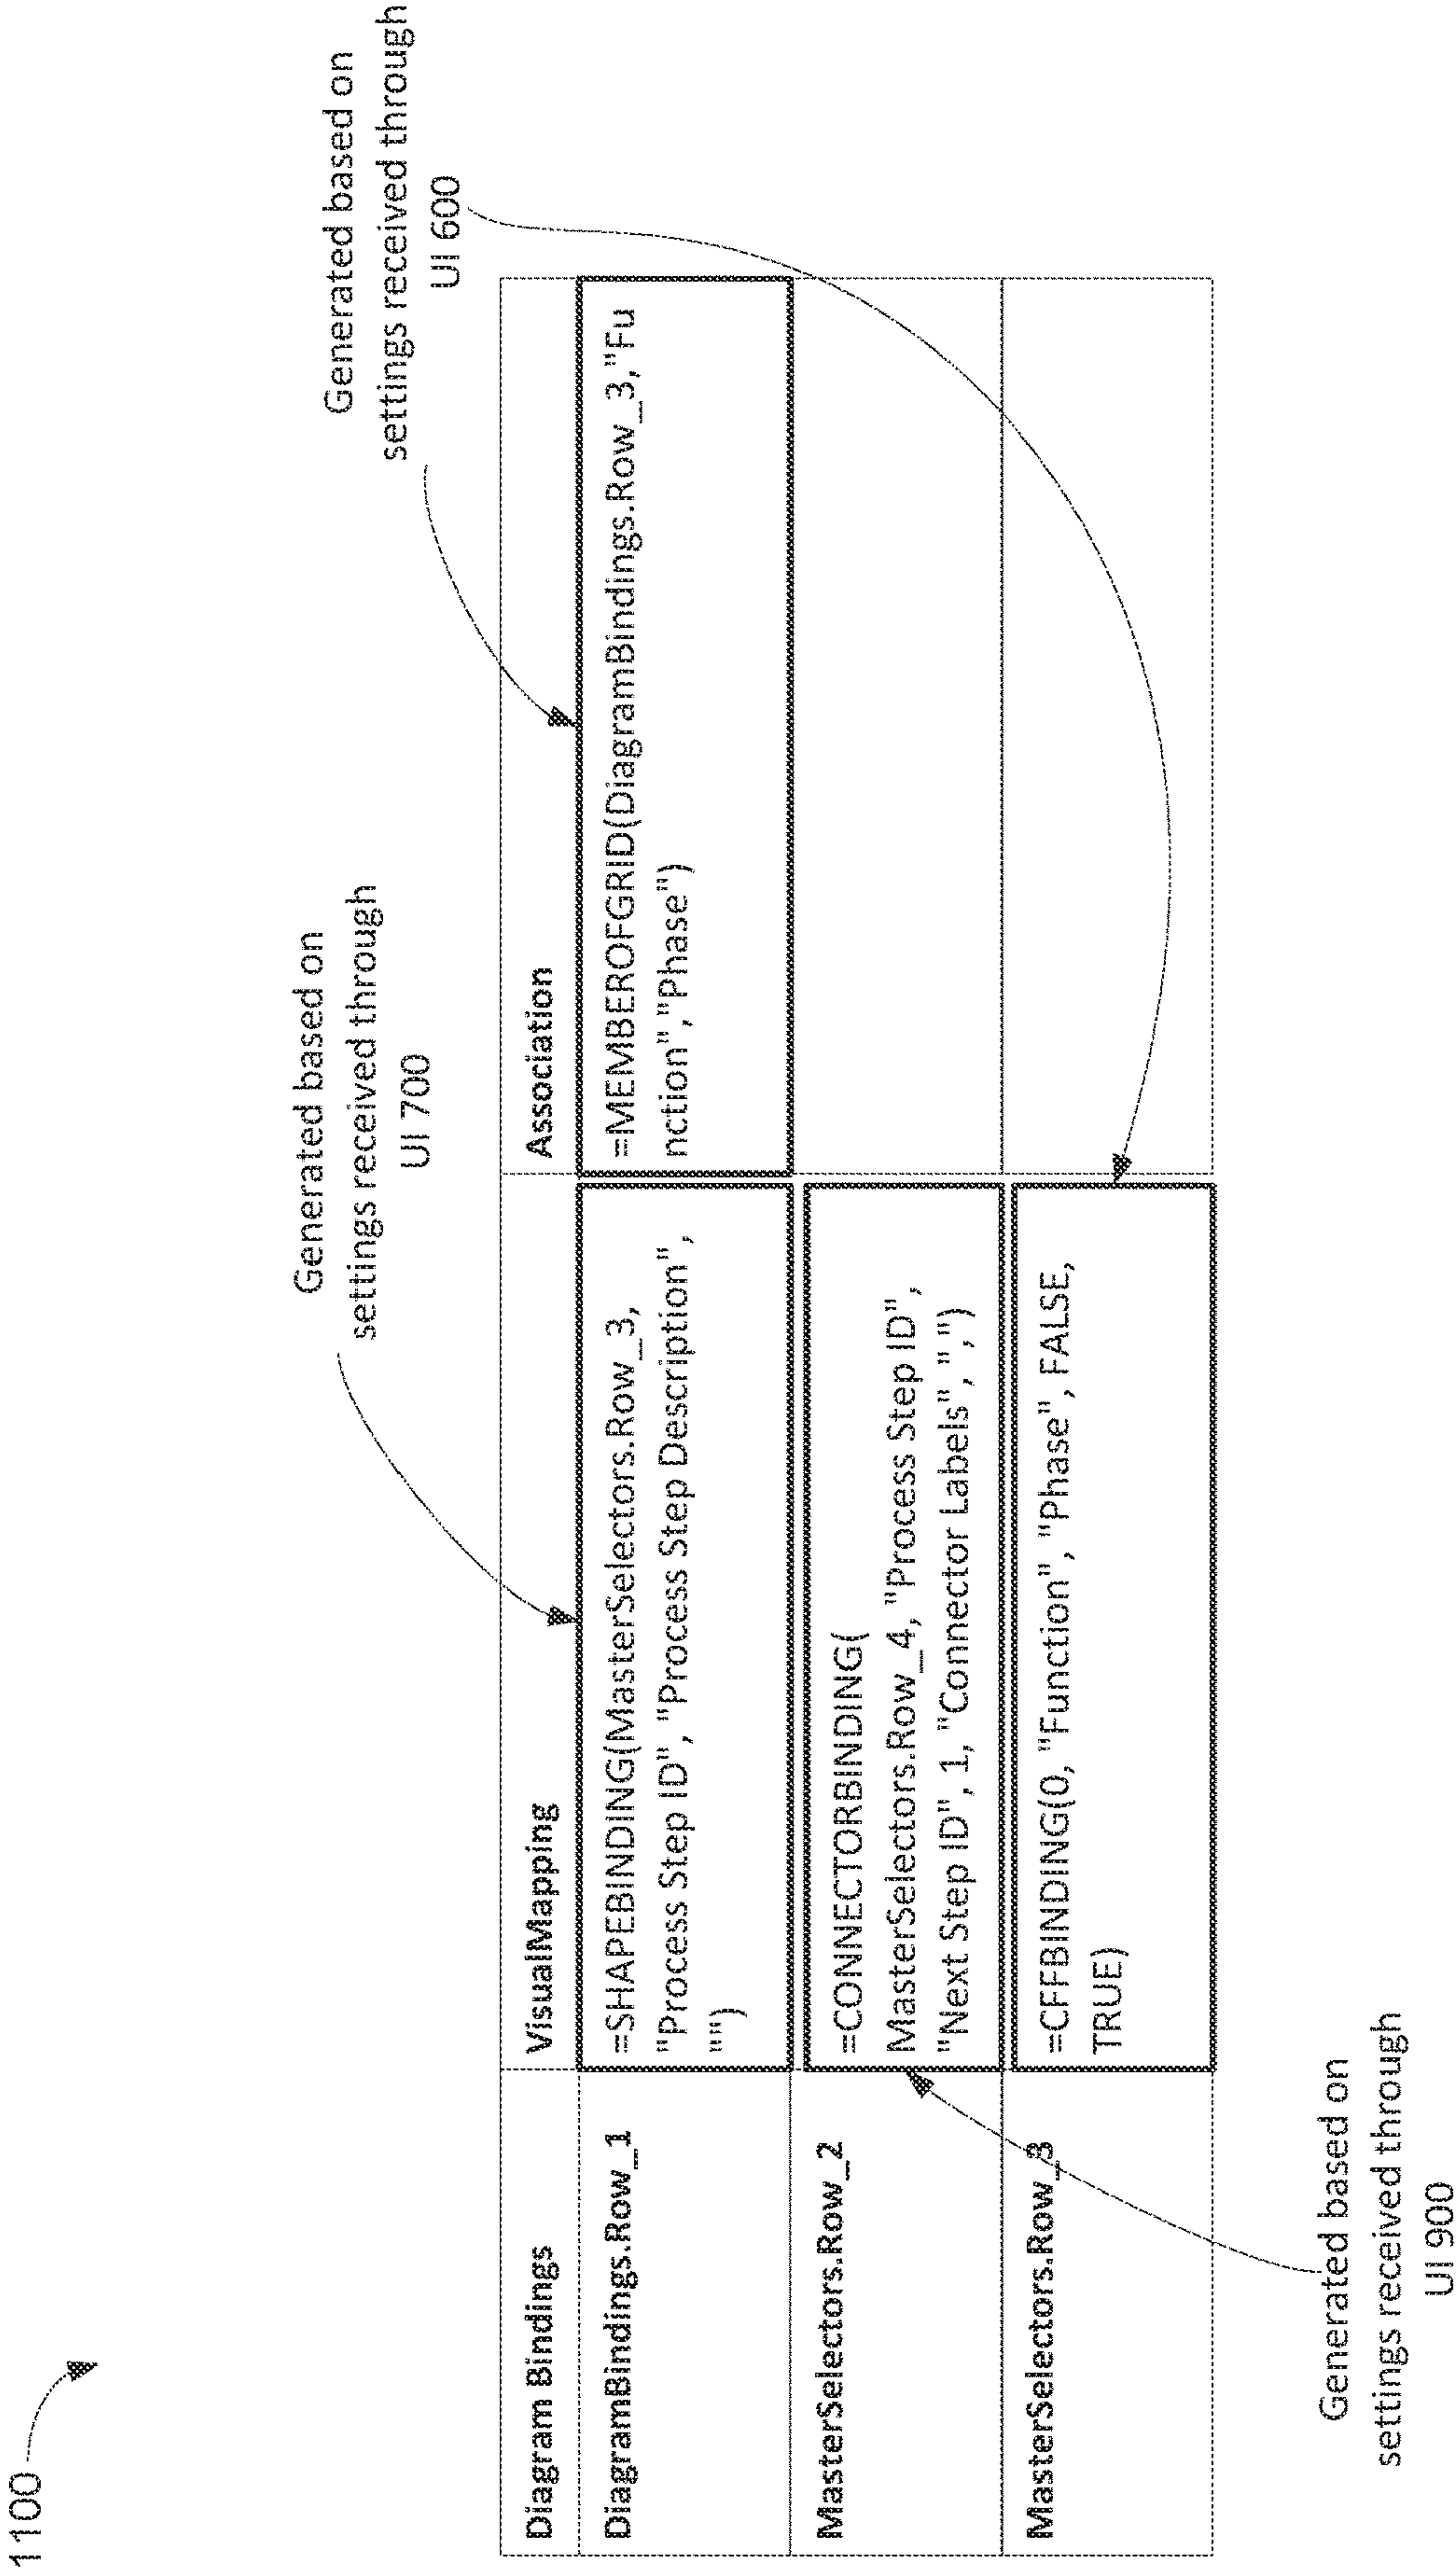 1100
Generated based on
settings received through
UI 700
Generated based on
settings received through
UI 600
Diagram Bindings
VisualMapping
Association
DiagramBindings.Row_1
=SHAPEBINDING(MasterSelectors.Row_3,
"Process Step ID", "Process Step Description",
"")
=MEMBEROFGRID(DiagramBindings.Row_3,"Fu
nction","Phase")
MasterSelectors.Row_2
=CONNECTORBINDING(
MasterSelectors.Row_4, "Process Step ID",
"Next Step ID", 1, "Connector Labels", ",")
MasterSelectors.Row_3
=CFFBINDING(0, "Function", "Phase", FALSE,
TRUE)
Generated based on
settings received through
UI 900